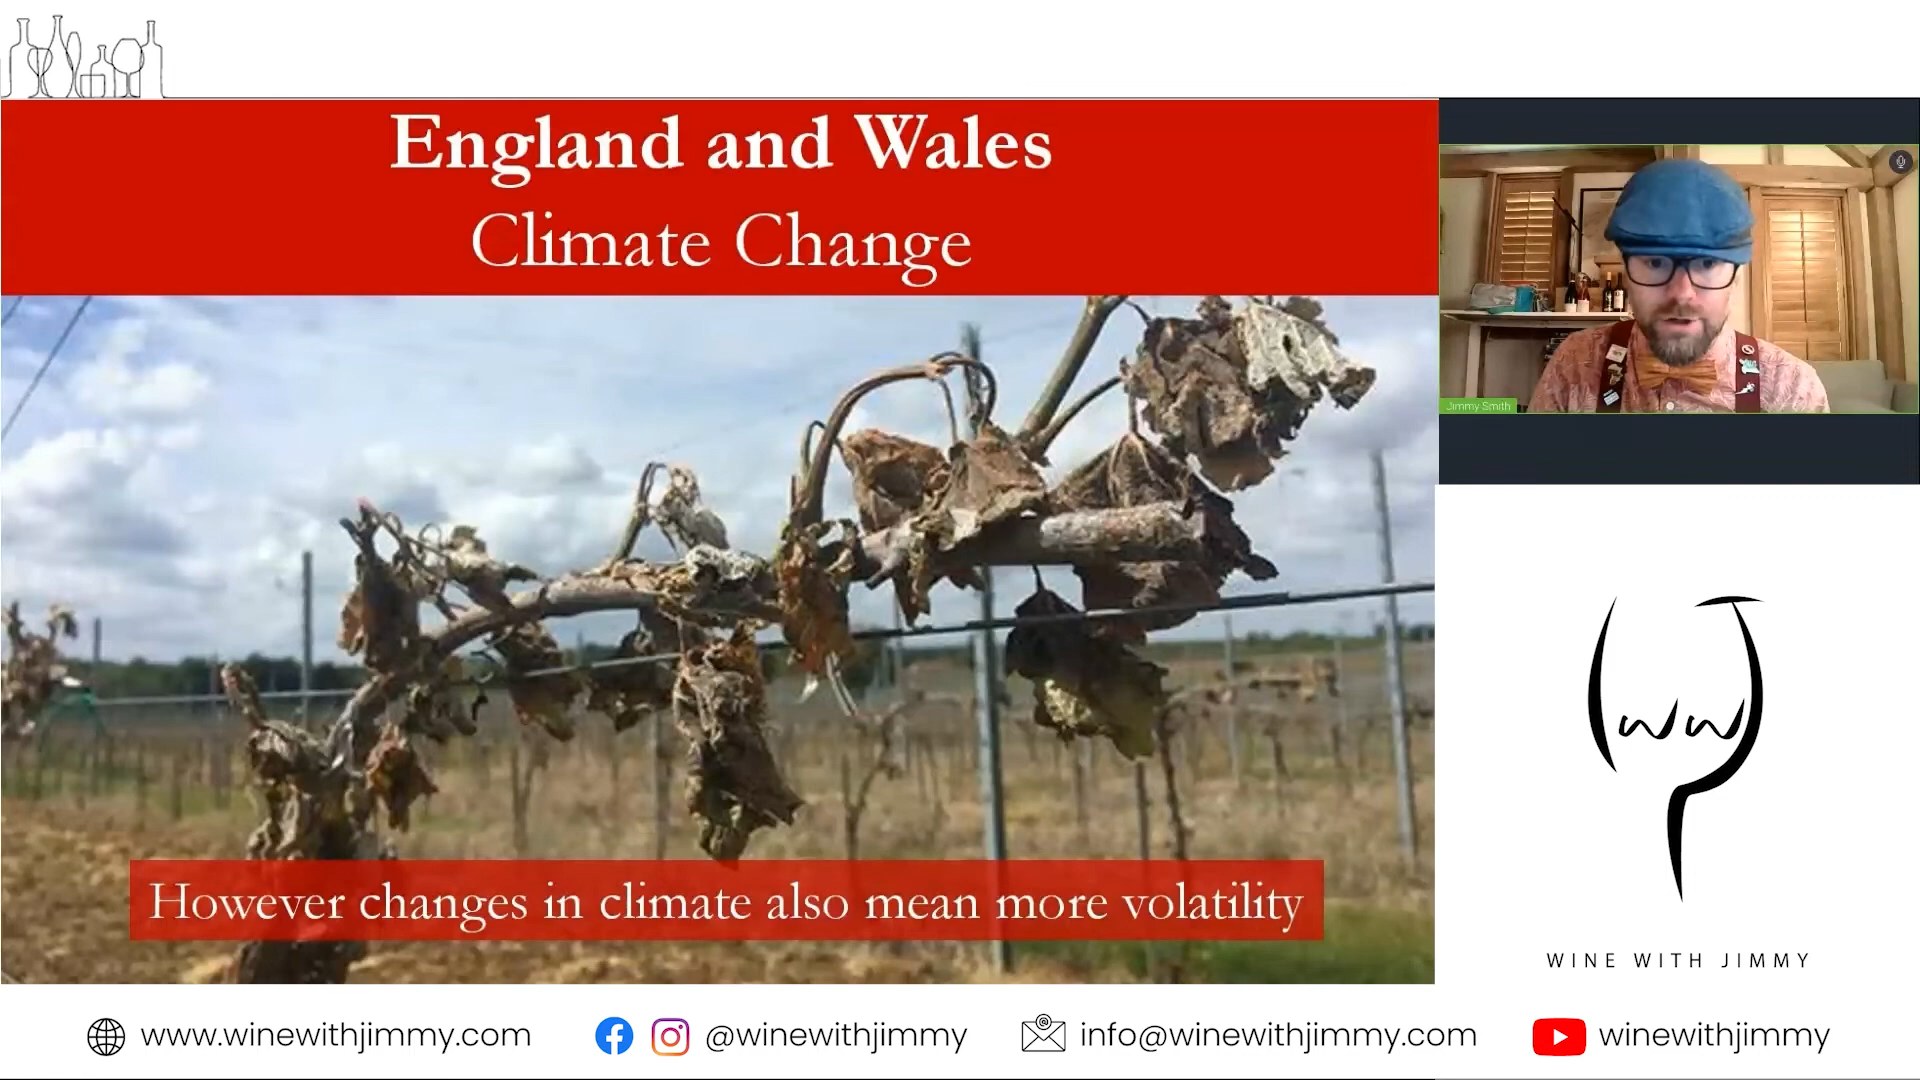 England and Wales
Climate Change
Jimmy Smith
However changes in climate also mean more volatility
ww
WINE WITH JIMMY
www.winewithjimmy.com
@winewithjimmy
info@winewithjimmy.com
winewithjimmy